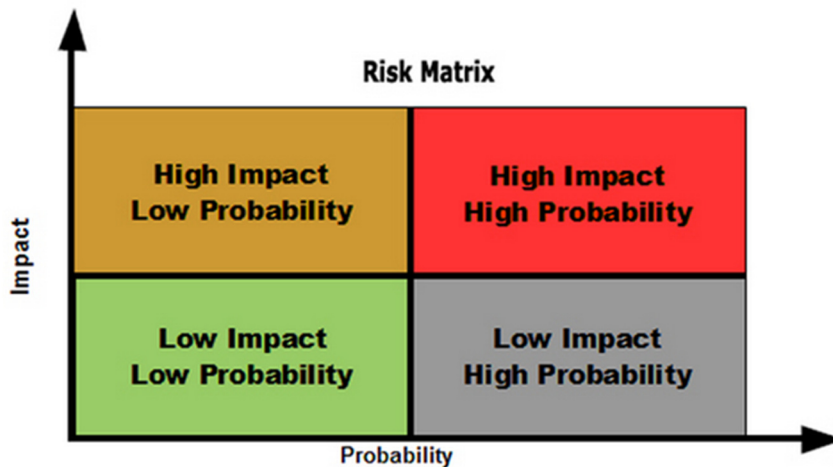 Risk Matrix
High Impact
Low Probability
High Impact
High Probability
Impact
Low Impact
Low Probability
Low Impact
High Probability
Probability